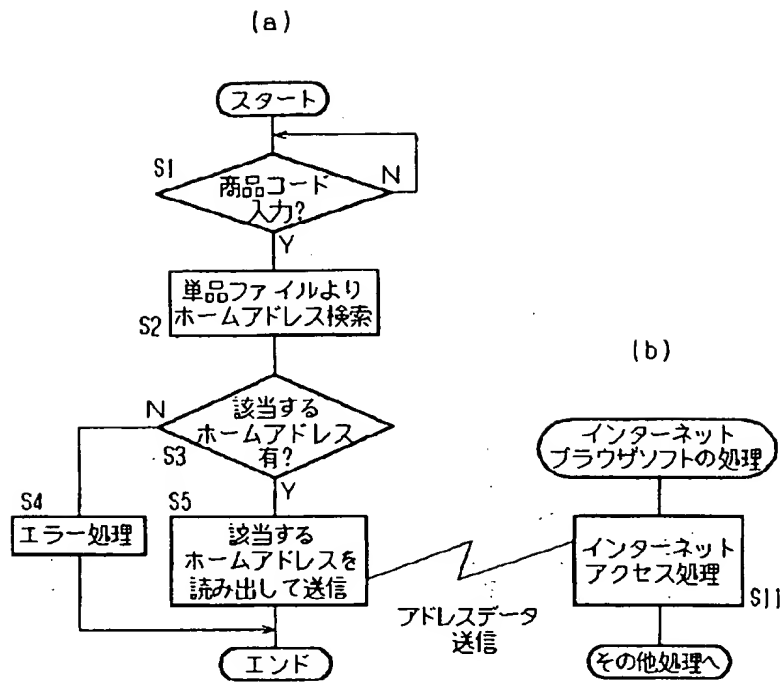 (a)
スタート
S1
商品コード
入力?
N
Y
単品ファイルより
ホームアドレス検索
S2
N
該当する
ホームアドレス
有?
S3
Y
S4
エラー処理
S5
該当する
ホームアドレスを
読み出して送信
エンド
アドレスデータ
送信
(b)
インターネット
ブラウザソフトの処理
インターネット
アクセス処理
S11
その他処理へ